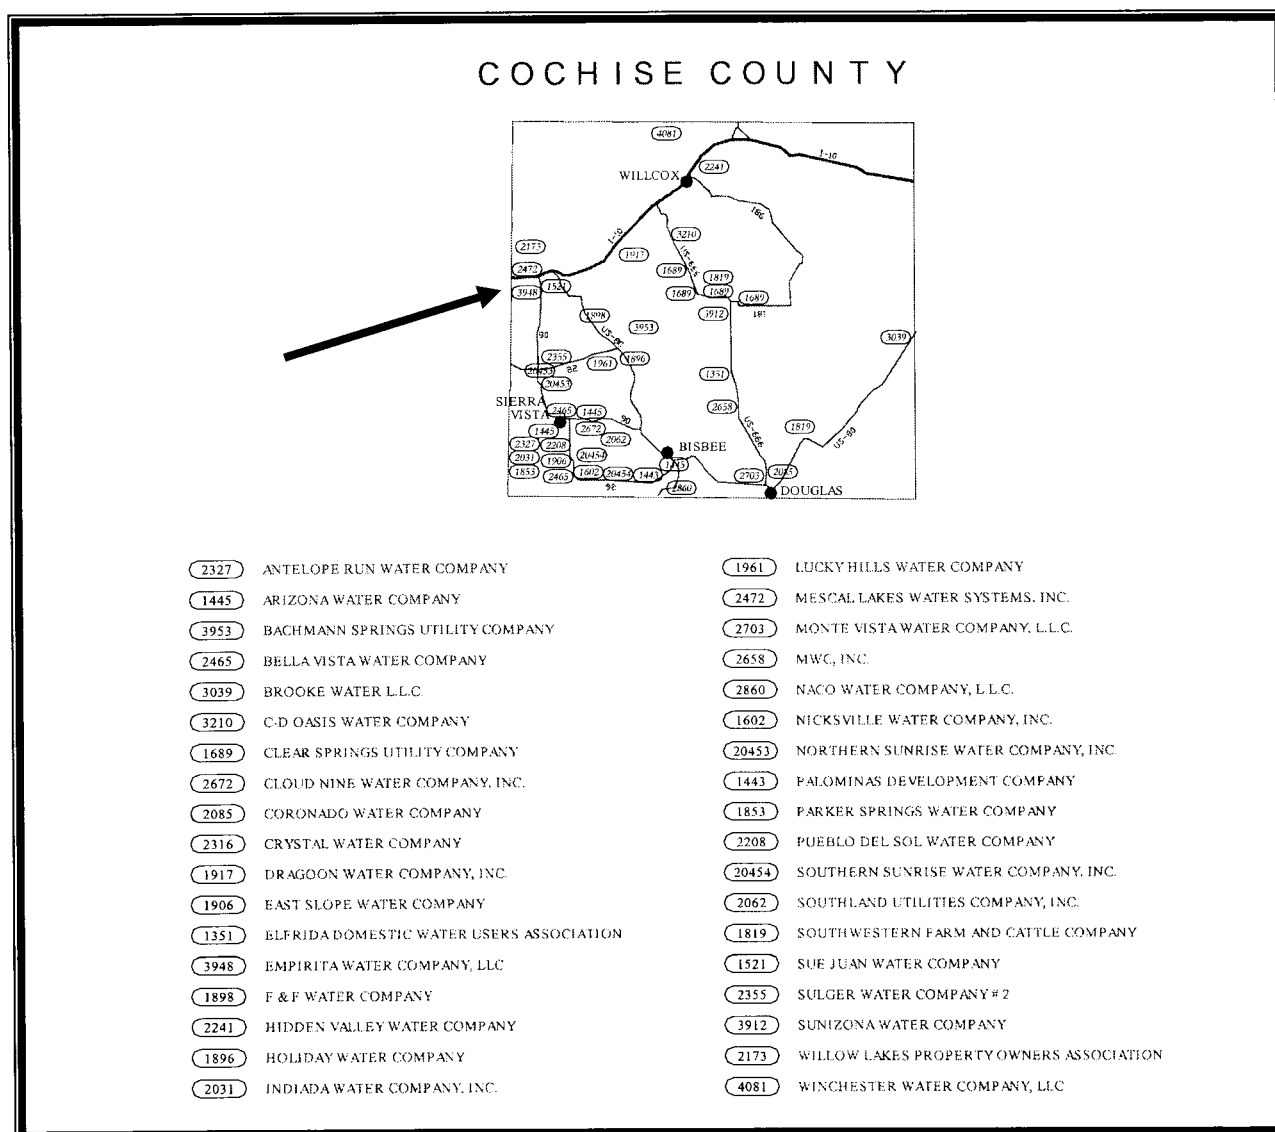 COCHISE COUNTY
4081
I-10
2241
WILLCOX
186
2173
I-10
3210
1917
US-666
2472
1689
1819
3948
1521
1689
1689
1689
3912
181
1898
3953
90
US-80
3039
2355
1961
1896
20453
82
1351
20453
SIERRA
VISTA
2465
1445
2658
90
1445
2672
US-666
1819
US-80
2327
2208
2062
BISBEE
2031
1906
20454
1445
1853
2465
1602
20454
1443
2703
2085
92
2860
DOUGLAS
2327 ANTELOPE RUN WATER COMPANY
1445 ARIZONA WATER COMPANY
3953 BACHMANN SPRINGS UTILITY COMPANY
2465 BELLA VISTA WATER COMPANY
3039 BROOKE WATER L.L.C.
3210 C-D OASIS WATER COMPANY
1689 CLEAR SPRINGS UTILITY COMPANY
2672 CLOUD NINE WATER COMPANY, INC.
2085 CORONADO WATER COMPANY
2316 CRYSTAL WATER COMPANY
1917 DRAGOON WATER COMPANY, INC.
1906 EAST SLOPE WATER COMPANY
1351 ELFRIDA DOMESTIC WATER USERS ASSOCIATION
3948 EMPIRITA WATER COMPANY, LLC
1898 F & F WATER COMPANY
2241 HIDDEN VALLEY WATER COMPANY
1896 HOLIDAY WATER COMPANY
2031 INDIADA WATER COMPANY, INC.
1961 LUCKY HILLS WATER COMPANY
2472 MESCAL LAKES WATER SYSTEMS, INC.
2703 MONTE VISTA WATER COMPANY, L.L.C.
2658 MWC, INC.
2860 NACO WATER COMPANY, L.L.C.
1602 NICKSVILLE WATER COMPANY, INC.
20453 NORTHERN SUNRISE WATER COMPANY, INC.
1443 PALOMINAS DEVELOPMENT COMPANY
1853 PARKER SPRINGS WATER COMPANY
2208 PUEBLO DEL SOL WATER COMPANY
20454 SOUTHERN SUNRISE WATER COMPANY, INC.
2062 SOUTHLAND UTILITIES COMPANY, INC.
1819 SOUTHWESTERN FARM AND CATTLE COMPANY
1521 SUE JUAN WATER COMPANY
2355 SULGER WATER COMPANY # 2
3912 SUNIZONA WATER COMPANY
2173 WILLOW LAKES PROPERTY OWNERS ASSOCIATION
4081 WINCHESTER WATER COMPANY, LLC